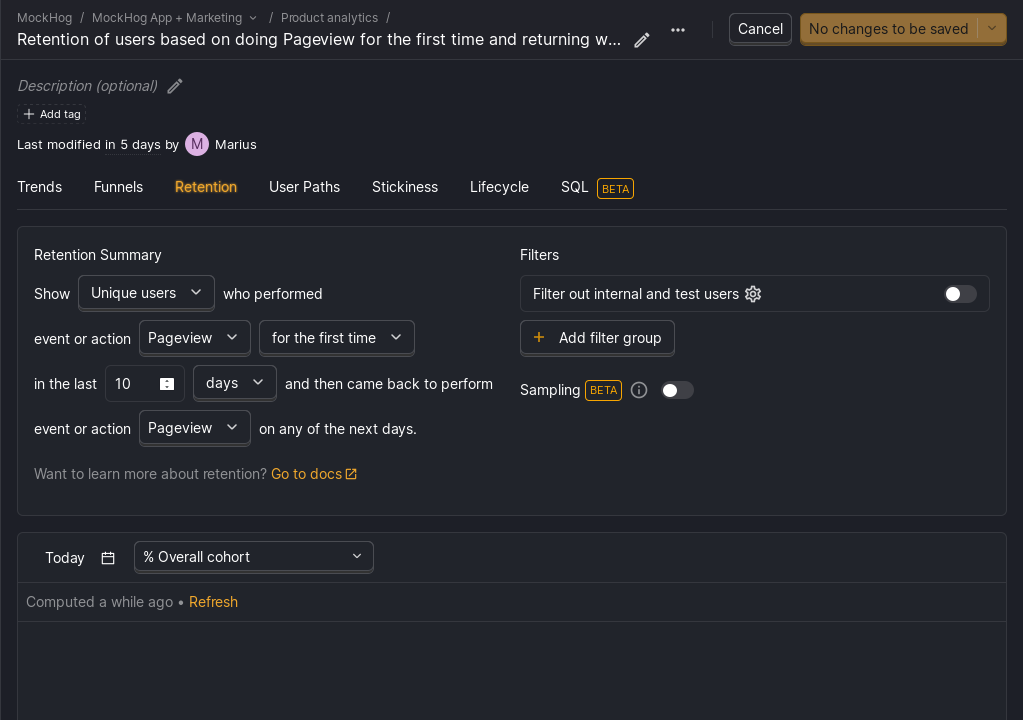 MockHog / MockHog App + Marketing / Product analytics /
Retention of users based on doing Pageview for the first time and returning w...
Cancel
No changes to be saved
Description (optional)
Add tag
Last modified in 5 days by M Marius
Trends Funnels Retention User Paths Stickiness Lifecycle SQL BETA
Retention Summary
Show Unique users who performed
event or action Pageview for the first time
in the last 10 days and then came back to perform
event or action Pageview on any of the next days.
Want to learn more about retention? Go to docs
Filters
Filter out internal and test users
+ Add filter group
Sampling BETA
Today % Overall cohort
Computed a while ago • Refresh